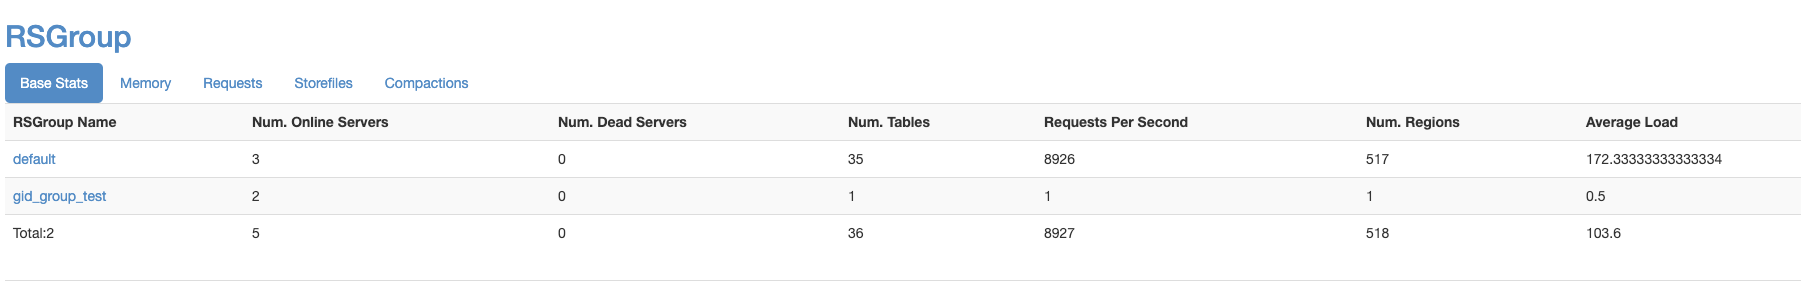 RSGroup
Base Stats Memory Requests Storefiles Compactions
RSGroup Name Num. Online Servers Num. Dead Servers Num. Tables Requests Per Second Num. Regions Average Load
default 3 0 35 8926 517 172.33333333333334
gid_group_test 2 0 1 1 1 0.5
Total:2 5 0 36 8927 518 103.6